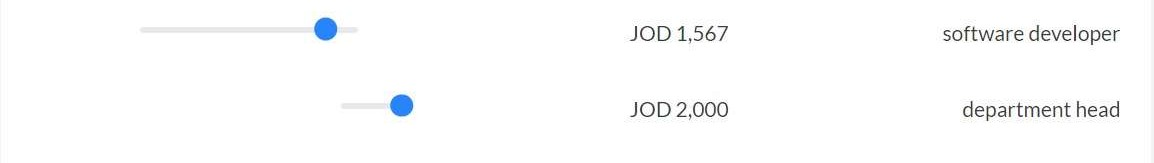 JOD 1,567 software developer
JOD 2,000 department head